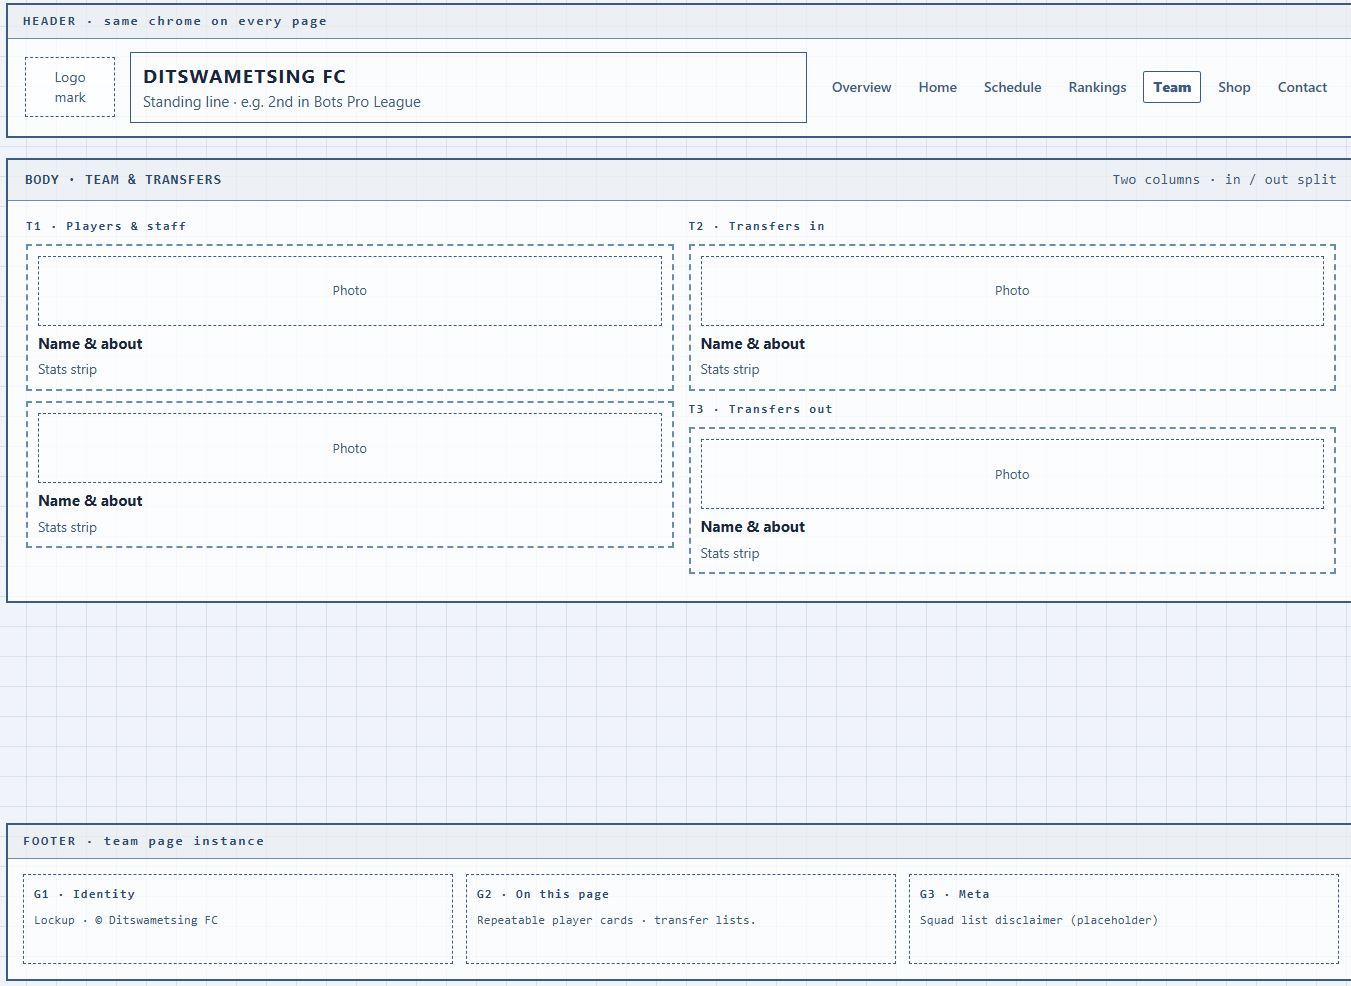 HEADER · same chrome on every page
Logo
mark
DITSWAMETSING FC
Standing line · e.g. 2nd in Bots Pro League
Overview Home Schedule Rankings Team Shop Contact
BODY · TEAM & TRANSFERS
Two columns · in / out split
T1 · Players & staff
Photo
Name & about
Stats strip
Photo
Name & about
Stats strip
T2 · Transfers in
Photo
Name & about
Stats strip
T3 · Transfers out
Photo
Name & about
Stats strip
FOOTER · team page instance
G1 · Identity
Lockup · © Ditswametsing FC
G2 · On this page
Repeatable player cards · transfer lists.
G3 · Meta
Squad list disclaimer (placeholder)